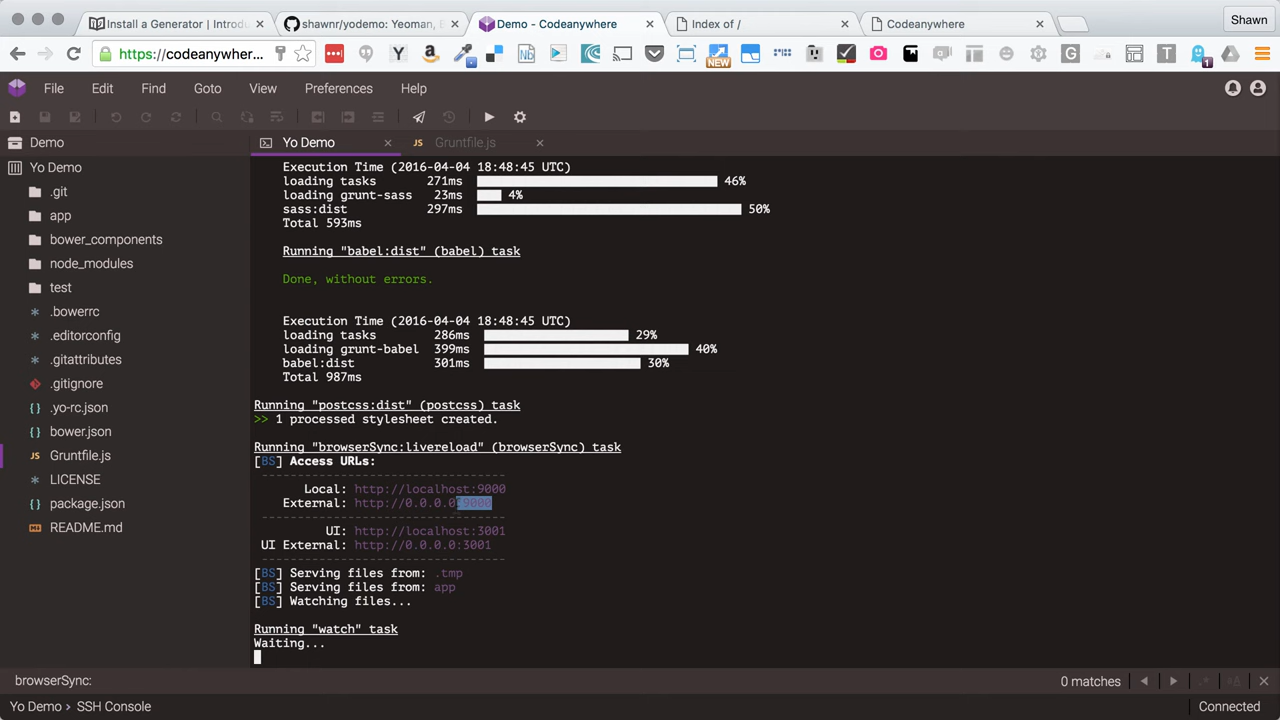 Install a Generator | Introdu
shawnr/yodemo: Yeoman, B
Demo - Codeanywhere
Index of /
Codeanywhere
Shawn
https://codeanywhere...
NEW
1
File Edit Find Goto View Preferences Help
Demo
Yo Demo
.git
app
bower_components
node_modules
test
.bowerrc
.editorconfig
.gitattributes
.gitignore
.yo-rc.json
bower.json
Gruntfile.js
LICENSE
package.json
README.md
Yo Demo
JS Gruntfile.js
Execution Time (2016-04-04 18:48:45 UTC)
loading tasks 271ms 46%
loading grunt-sass 23ms 4%
sass:dist 297ms 50%
Total 593ms
Running "babel:dist" (babel) task
Done, without errors.
Execution Time (2016-04-04 18:48:45 UTC)
loading tasks 286ms 29%
loading grunt-babel 399ms 40%
babel:dist 301ms 30%
Total 987ms
Running "postcss:dist" (postcss) task
>> 1 processed stylesheet created.
Running "browserSync:livereload" (browserSync) task
[BS] Access URLs:
Local: http://localhost:9000
External: http://0.0.0.0:9000
UI: http://localhost:3001
UI External: http://0.0.0.0:3001
[BS] Serving files from: .tmp
[BS] Serving files from: app
[BS] Watching files...
Running "watch" task
Waiting...
browserSync:
0 matches
Yo Demo > SSH Console
Connected